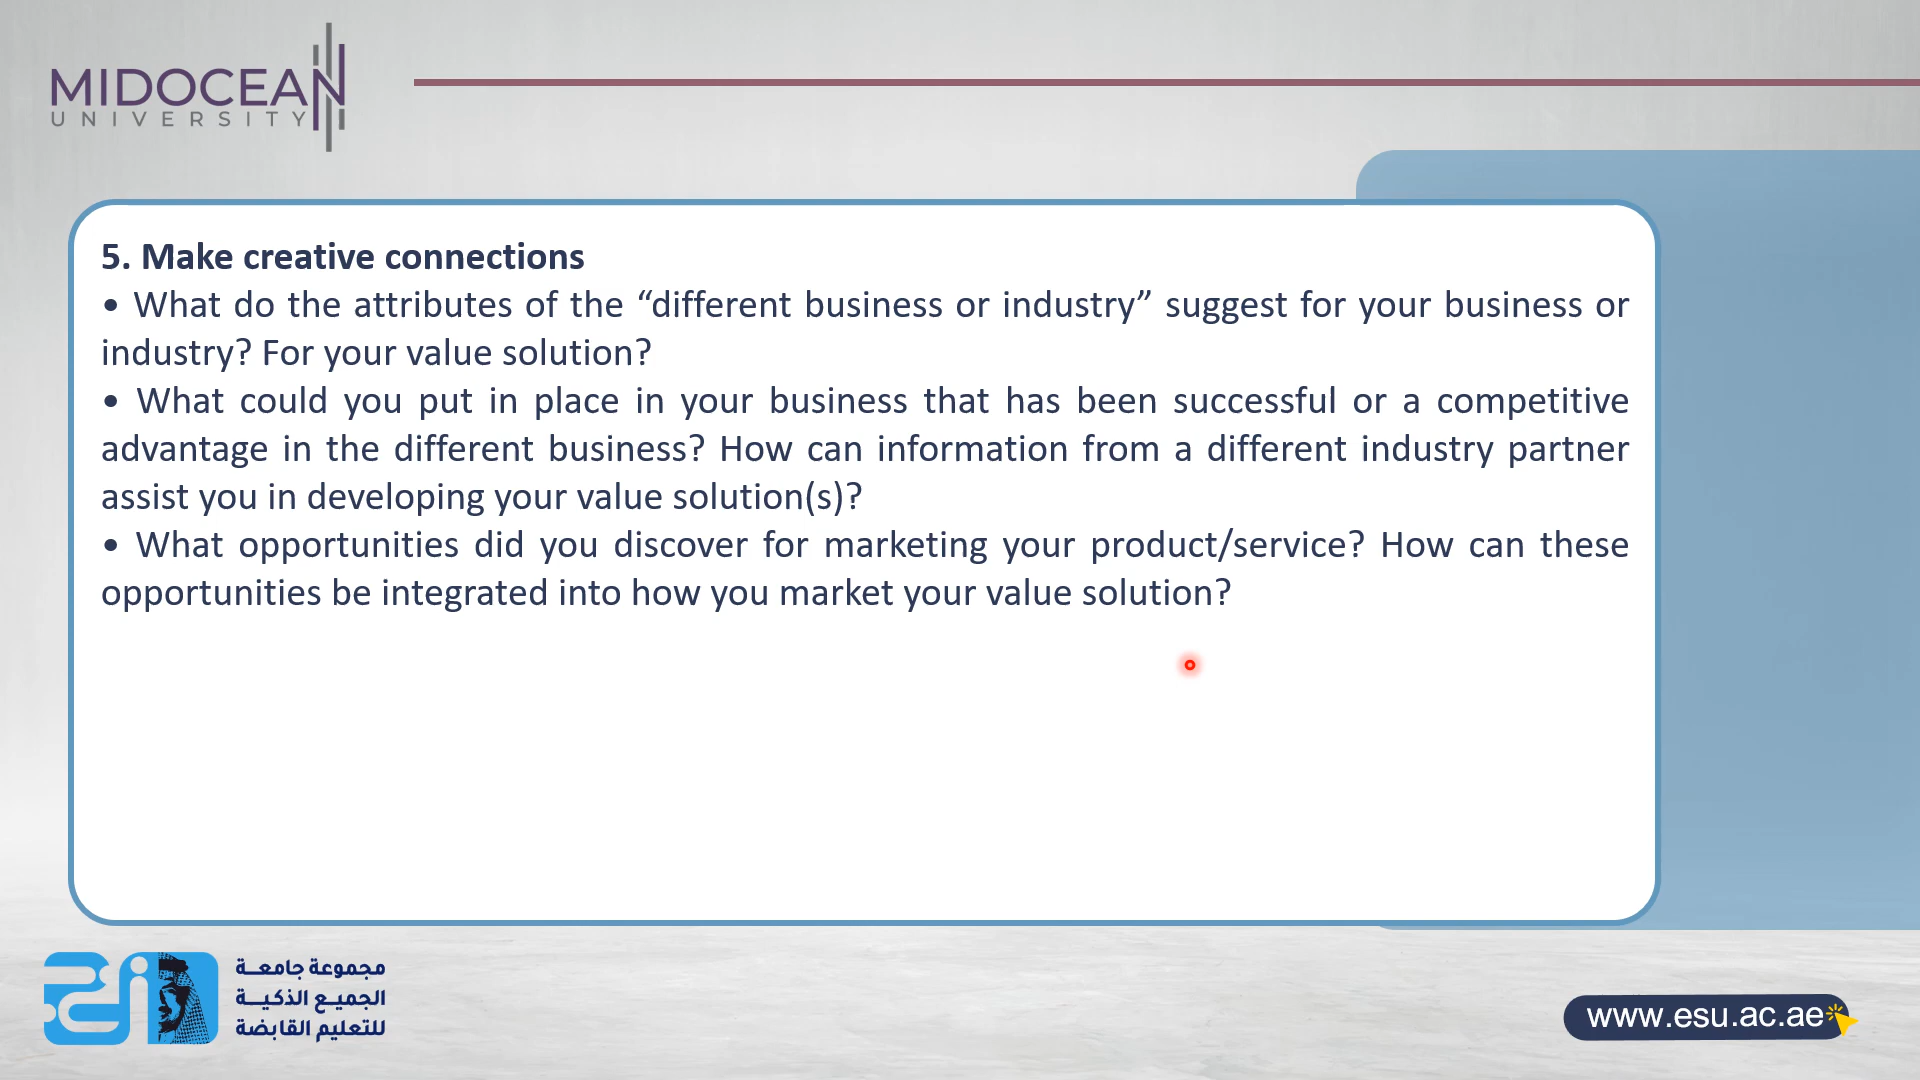 MIDOCEAN
UNIVERSITY
5. Make creative connections
• What do the attributes of the “different business or industry” suggest for your business or
industry? For your value solution?
• What could you put in place in your business that has been successful or a competitive
advantage in the different business? How can information from a different industry partner
assist you in developing your value solution(s)?
• What opportunities did you discover for marketing your product/service? How can these
opportunities be integrated into how you market your value solution?
مجموعة جامعـــة
الجميـع الذكيــة
للتعليم القابضة
www.esu.ac.ae